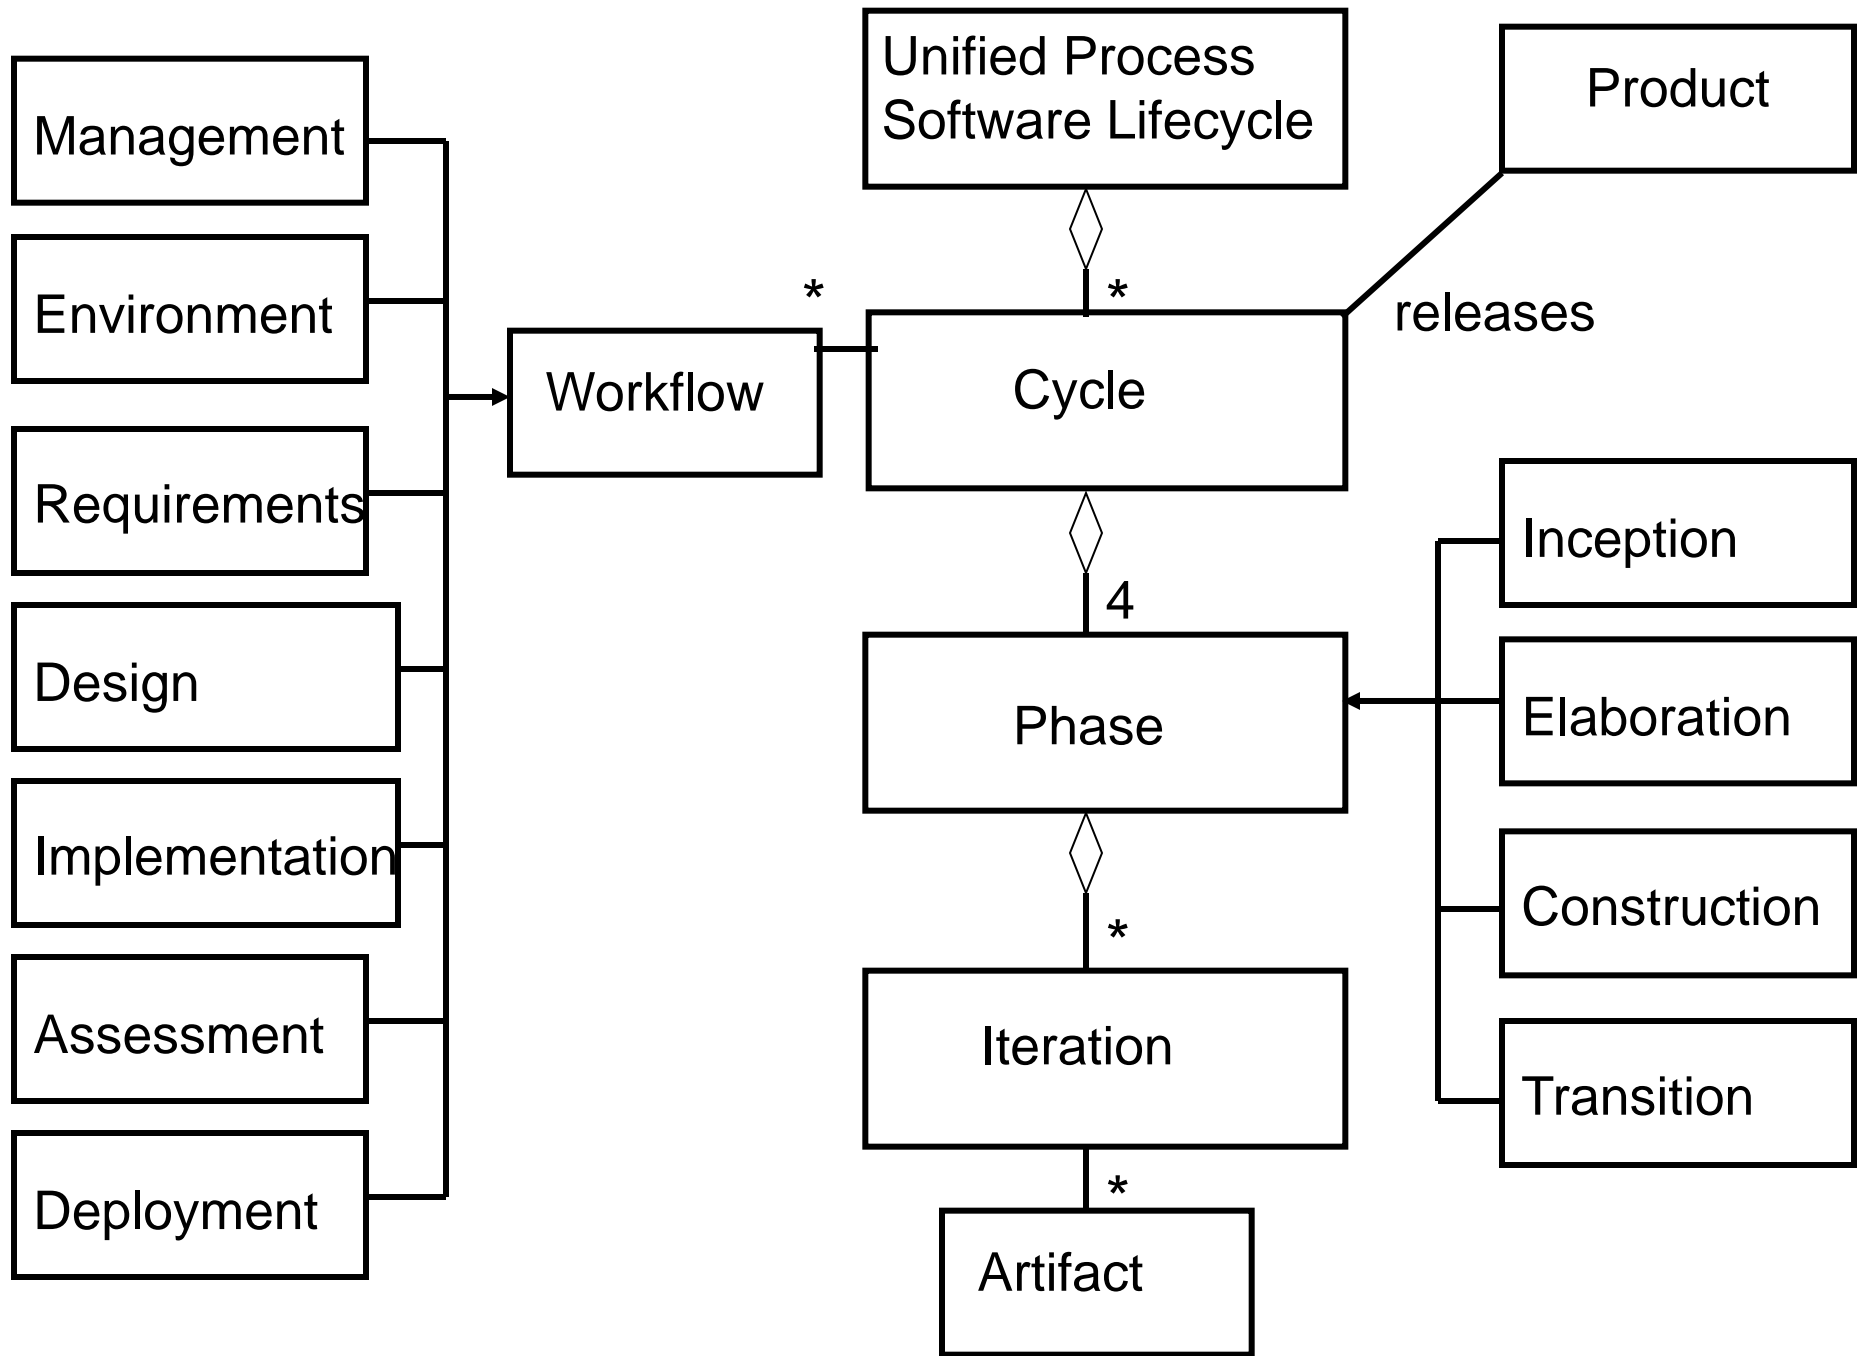 Unified Process
Software Lifecycle
Product
Management
Environment
*
*
releases
Workflow
Cycle
Requirements
Inception
4
Design
Phase
Elaboration
Implementation
Construction
*
Assessment
Iteration
Transition
*
Deployment
Artifact